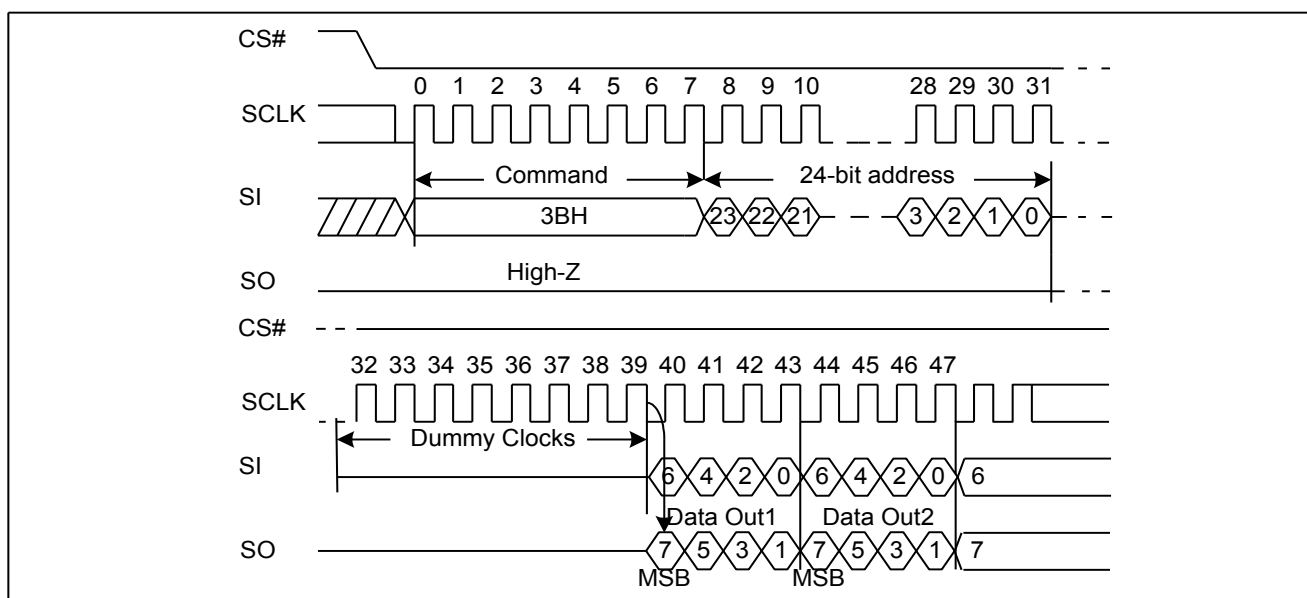 CS#
0 1 2 3 4 5 6 7 8 9 10 28 29 30 31
SCLK
Command 24-bit address
SI
3BH 23 22 21 3 2 1 0
High-Z
SO
CS#
32 33 34 35 36 37 38 39 40 41 42 43 44 45 46 47
SCLK
Dummy Clocks
SI
6 4 2 0 6 4 2 0 6
Data Out1 Data Out2
SO
7 5 3 1 7 5 3 1 7
MSB MSB